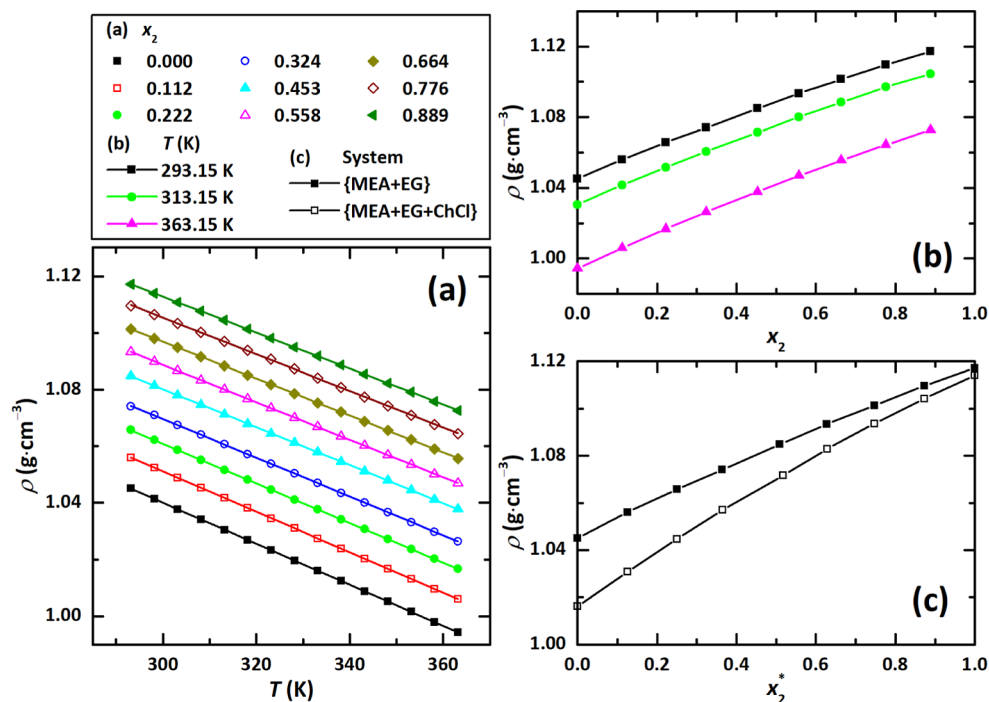 (a) x₂
0.000 0.324 0.664
0.112 0.453 0.776
0.222 0.558 0.889
(b) T (K) (c) System
293.15 K {MEA+EG}
313.15 K {MEA+EG+ChCl}
363.15 K
(a)
1.12
1.08
1.04
1.00
ρ (g·cm⁻³)
300 320 340 360
T (K)
(b)
1.12
1.08
1.04
1.00
ρ (g·cm⁻³)
0.0 0.2 0.4 0.6 0.8 1.0
x₂
(c)
1.12
1.08
1.04
1.00
ρ (g·cm⁻³)
0.0 0.2 0.4 0.6 0.8 1.0
x₂*